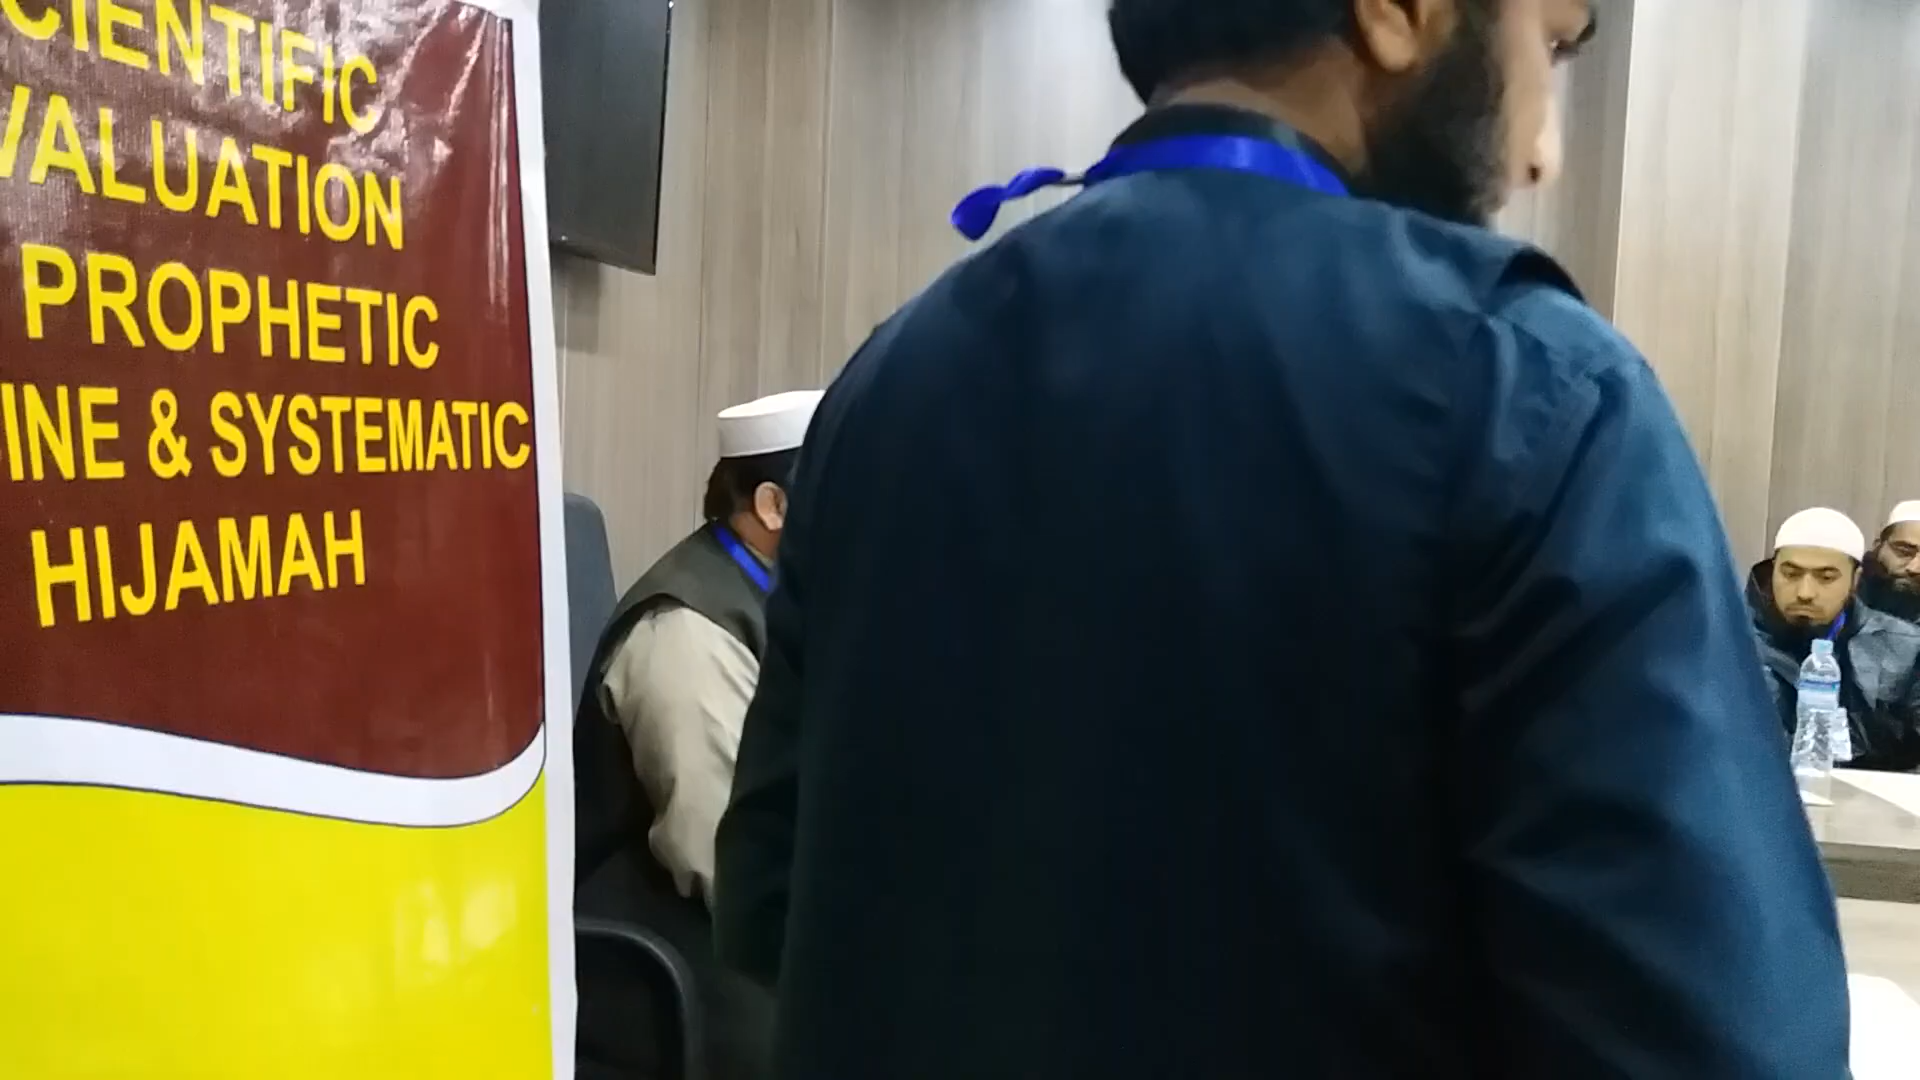 CIENTIFIC
VALUATION
PROPHETIC
INE & SYSTEMATIC
HIJAMAH